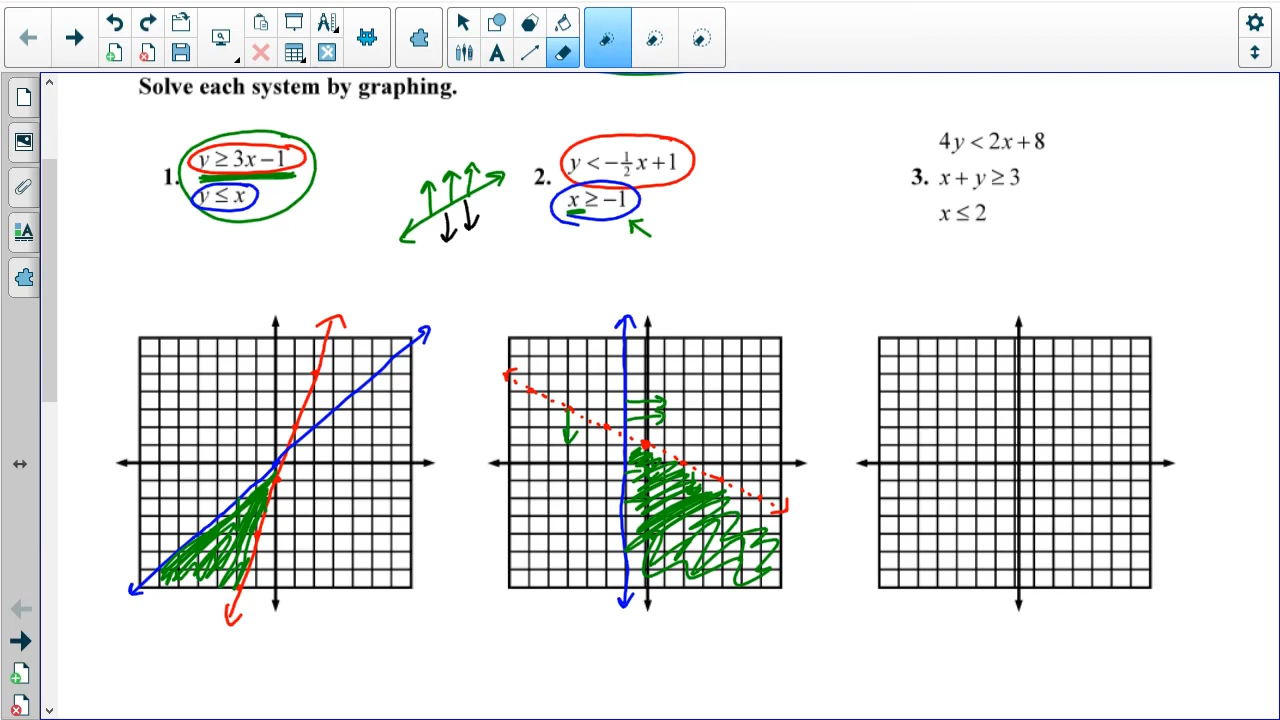 Solve each system by graphing.
1. y ≥ 3x − 1
y ≤ x
2. y < −½x + 1
x ≥ −1
4y < 2x + 8
3. x + y ≥ 3
x ≤ 2